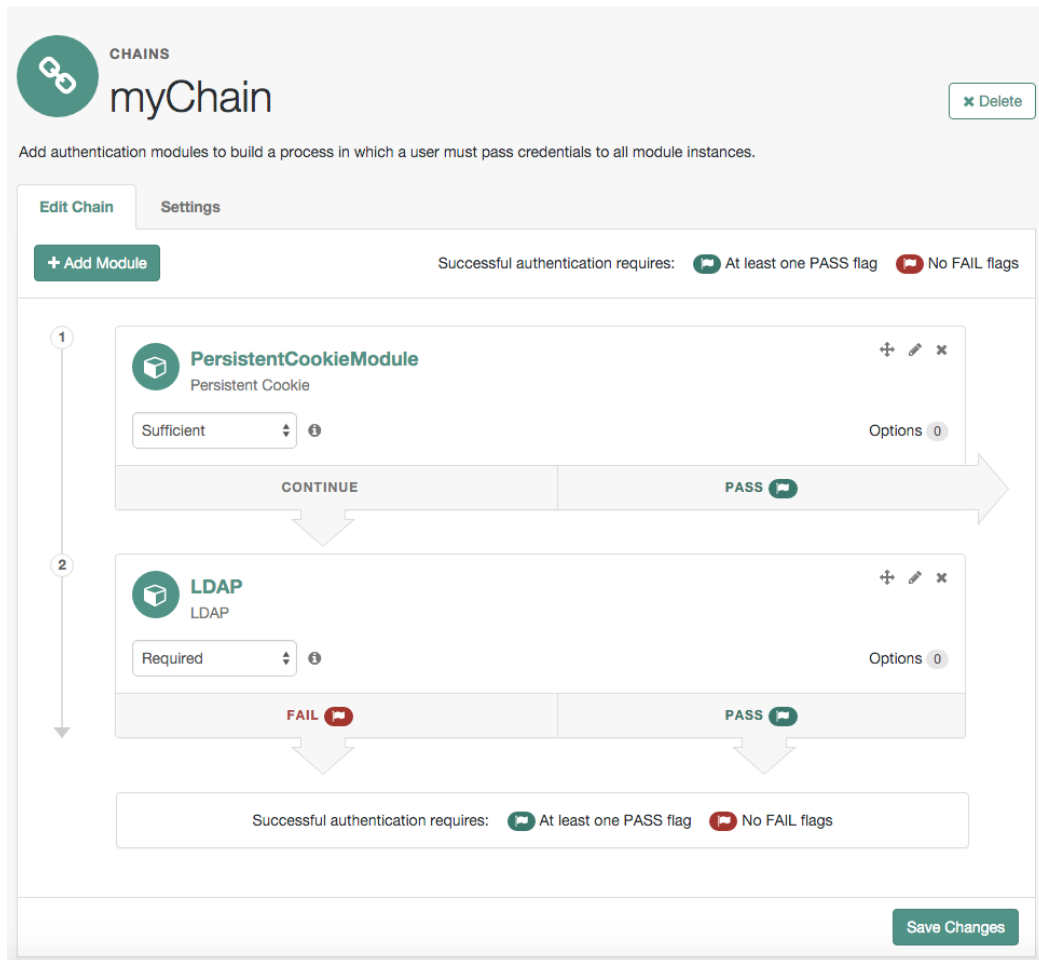 CHAINS
myChain
Delete
Add authentication modules to build a process in which a user must pass credentials to all module instances.
Edit Chain Settings
+ Add Module Successful authentication requires: At least one PASS flag No FAIL flags
1
PersistentCookieModule
Persistent Cookie
Sufficient Options 0
CONTINUE PASS
2
LDAP
LDAP
Required Options 0
FAIL PASS
Successful authentication requires: At least one PASS flag No FAIL flags
Save Changes